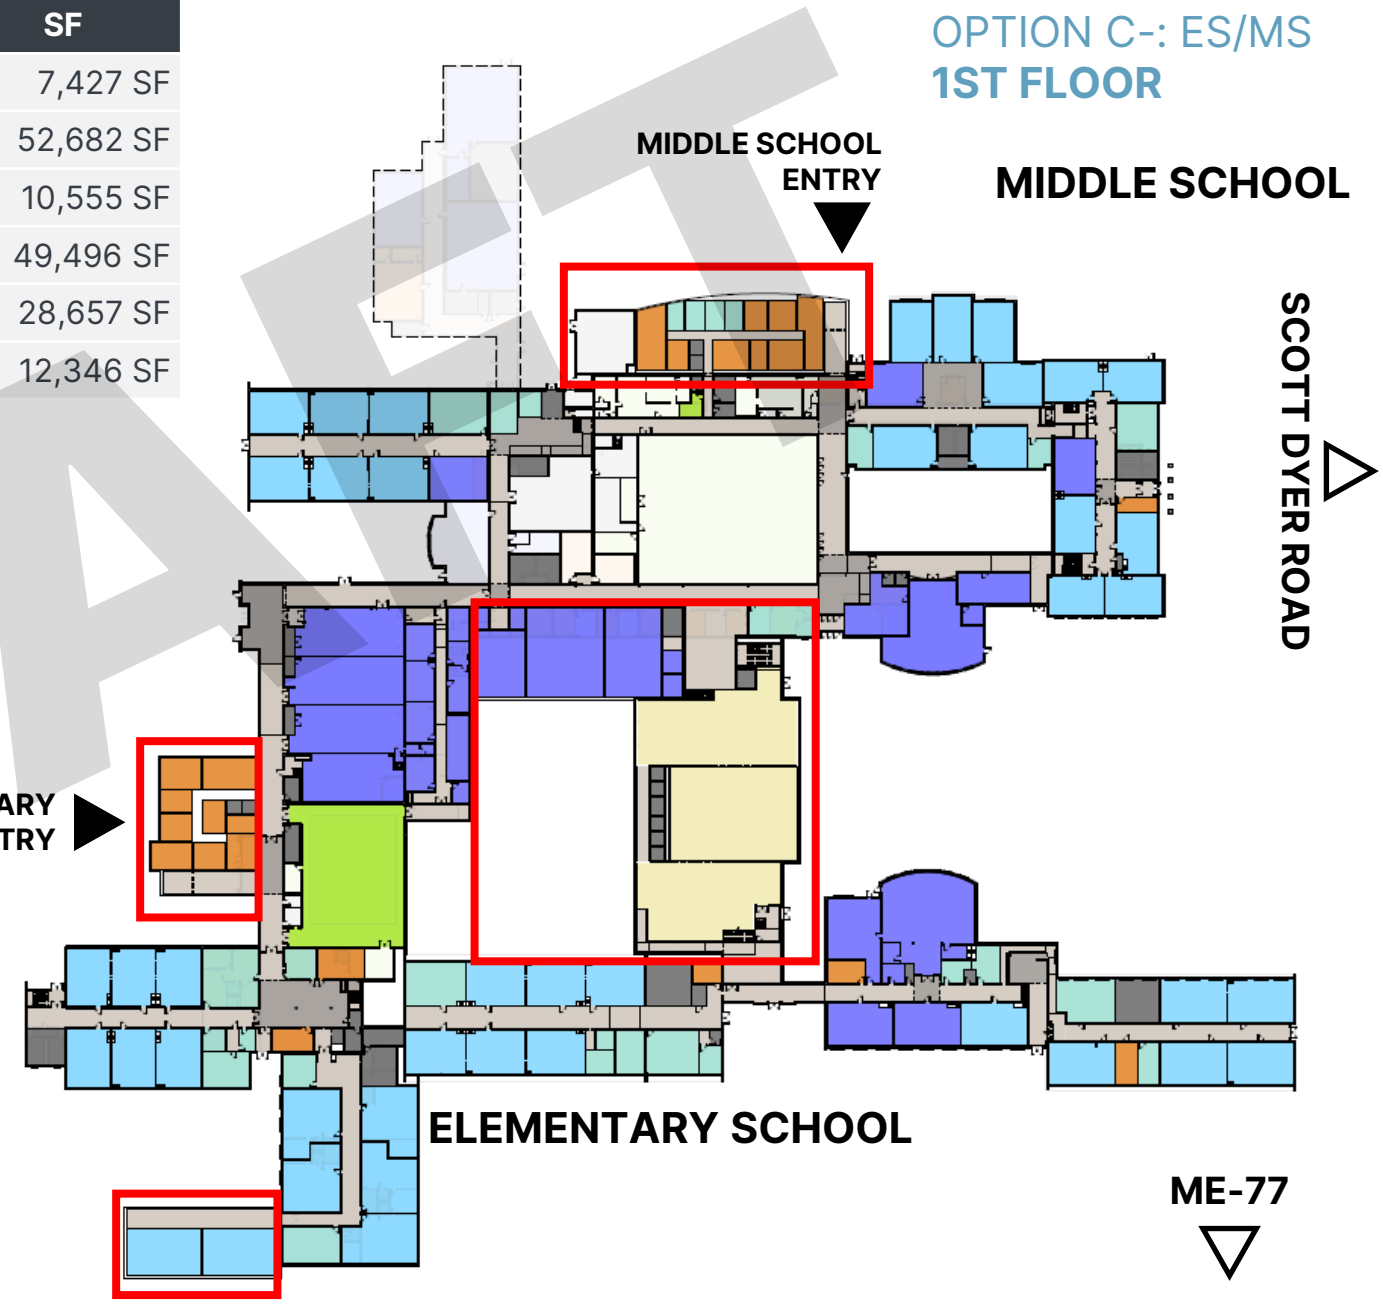 SF
7,427 SF
52,682 SF
10,555 SF
49,496 SF
28,657 SF
12,346 SF
OPTION C-: ES/MS
1ST FLOOR
MIDDLE SCHOOL
ENTRY
MIDDLE SCHOOL
SCOTT DYER ROAD
ARY
TRY
ELEMENTARY SCHOOL
ME-77
AFT